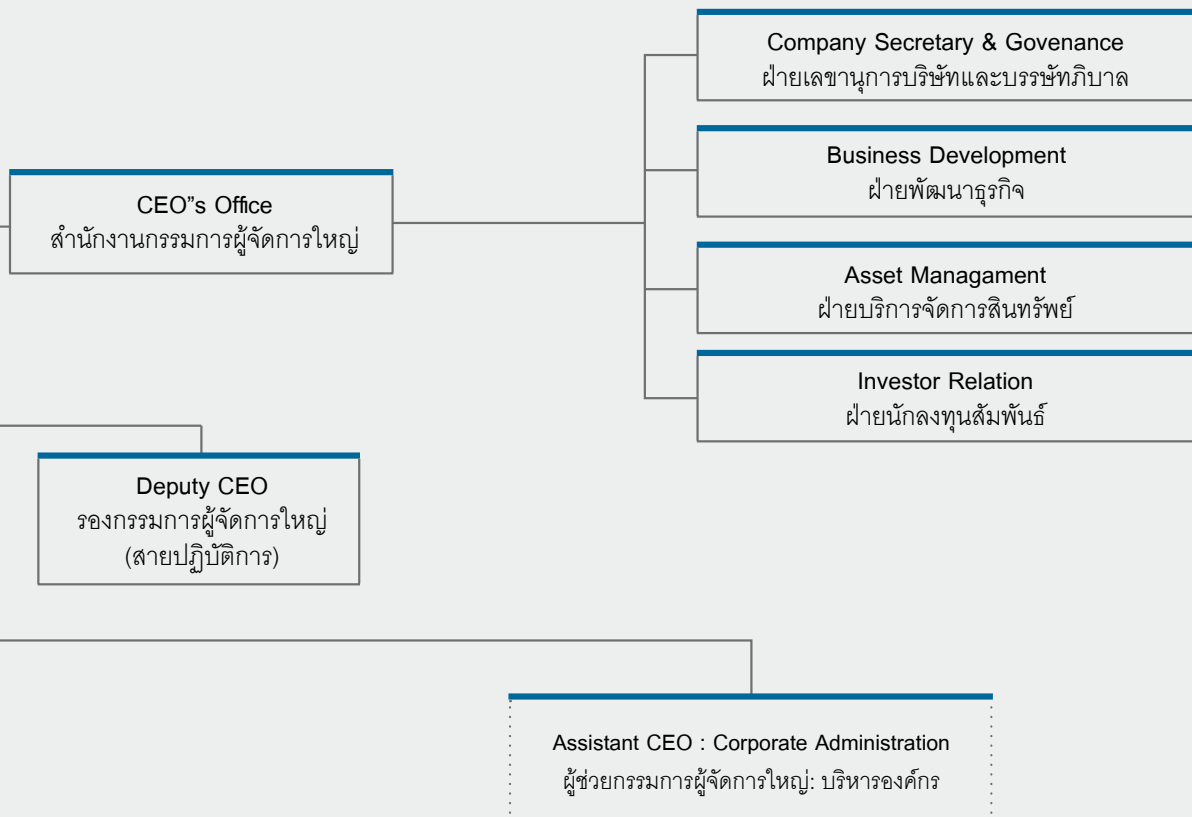 Company Secretary & Govenance
ฝ่ายเลขานุการบริษัทและบรรษัทภิบาล
Business Development
ฝ่ายพัฒนาธุรกิจ
CEO”s Office
สำนักงานกรรมการผู้จัดการใหญ่
Asset Managament
ฝ่ายบริการจัดการสินทรัพย์
Investor Relation
ฝ่ายนักลงทุนสัมพันธ์
Deputy CEO
รองกรรมการผู้จัดการใหญ่
(สายปฏิบัติการ)
Assistant CEO : Corporate Administration
ผู้ช่วยกรรมการผู้จัดการใหญ่: บริหารองค์กร